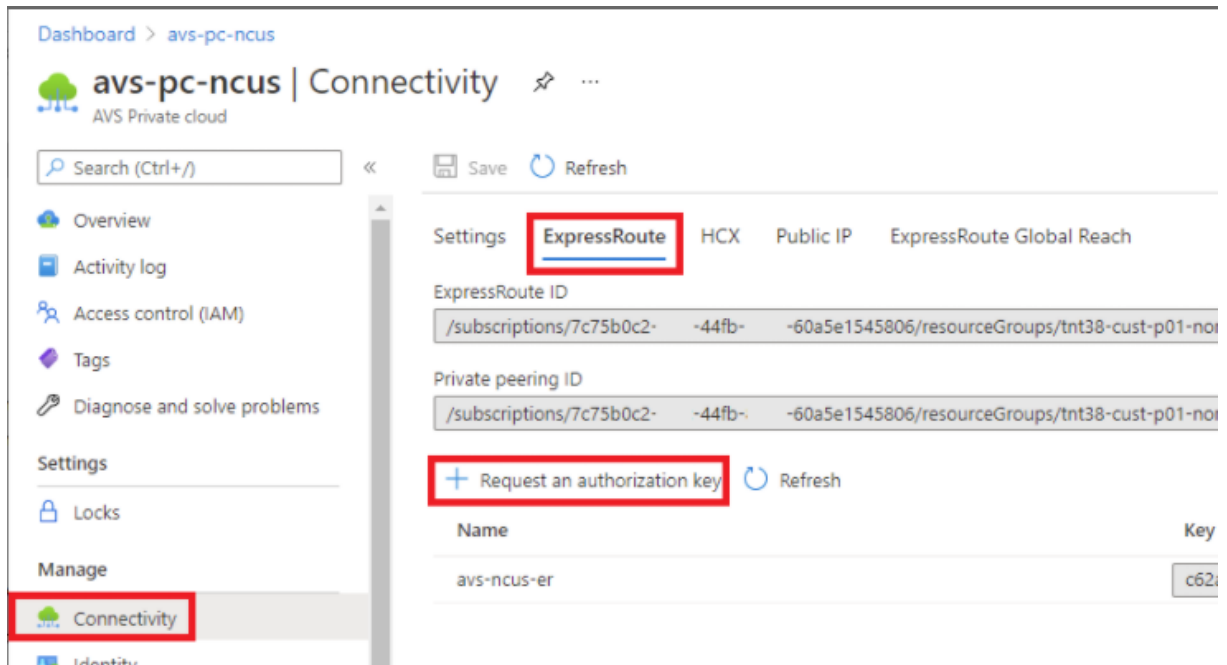 Dashboard > avs-pc-ncus
avs-pc-ncus | Connectivity ...
AVS Private cloud
Search (Ctrl+/)
«
Overview
Activity log
Access control (IAM)
Tags
Diagnose and solve problems
Settings
Locks
Manage
Connectivity
Identity
Save Refresh
Settings ExpressRoute HCX Public IP ExpressRoute Global Reach
ExpressRoute ID
/subscriptions/7c75b0c2- -44fb- -60a5e1545806/resourceGroups/tnt38-cust-p01-nor
Private peering ID
/subscriptions/7c75b0c2- -44fb- -60a5e1545806/resourceGroups/tnt38-cust-p01-nor
+ Request an authorization key Refresh
Name Key
avs-ncus-er c62a